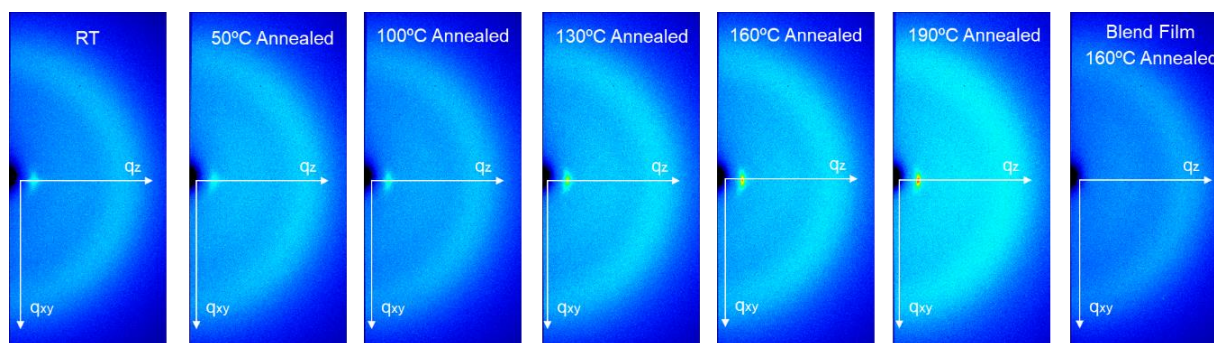 RT
qz
qxy
50ºC Annealed
qz
qxy
100ºC Annealed
qz
qxy
130ºC Annealed
qz
qxy
160ºC Annealed
qz
qxy
190ºC Annealed
qz
qxy
Blend Film
160ºC Annealed
qz
qxy